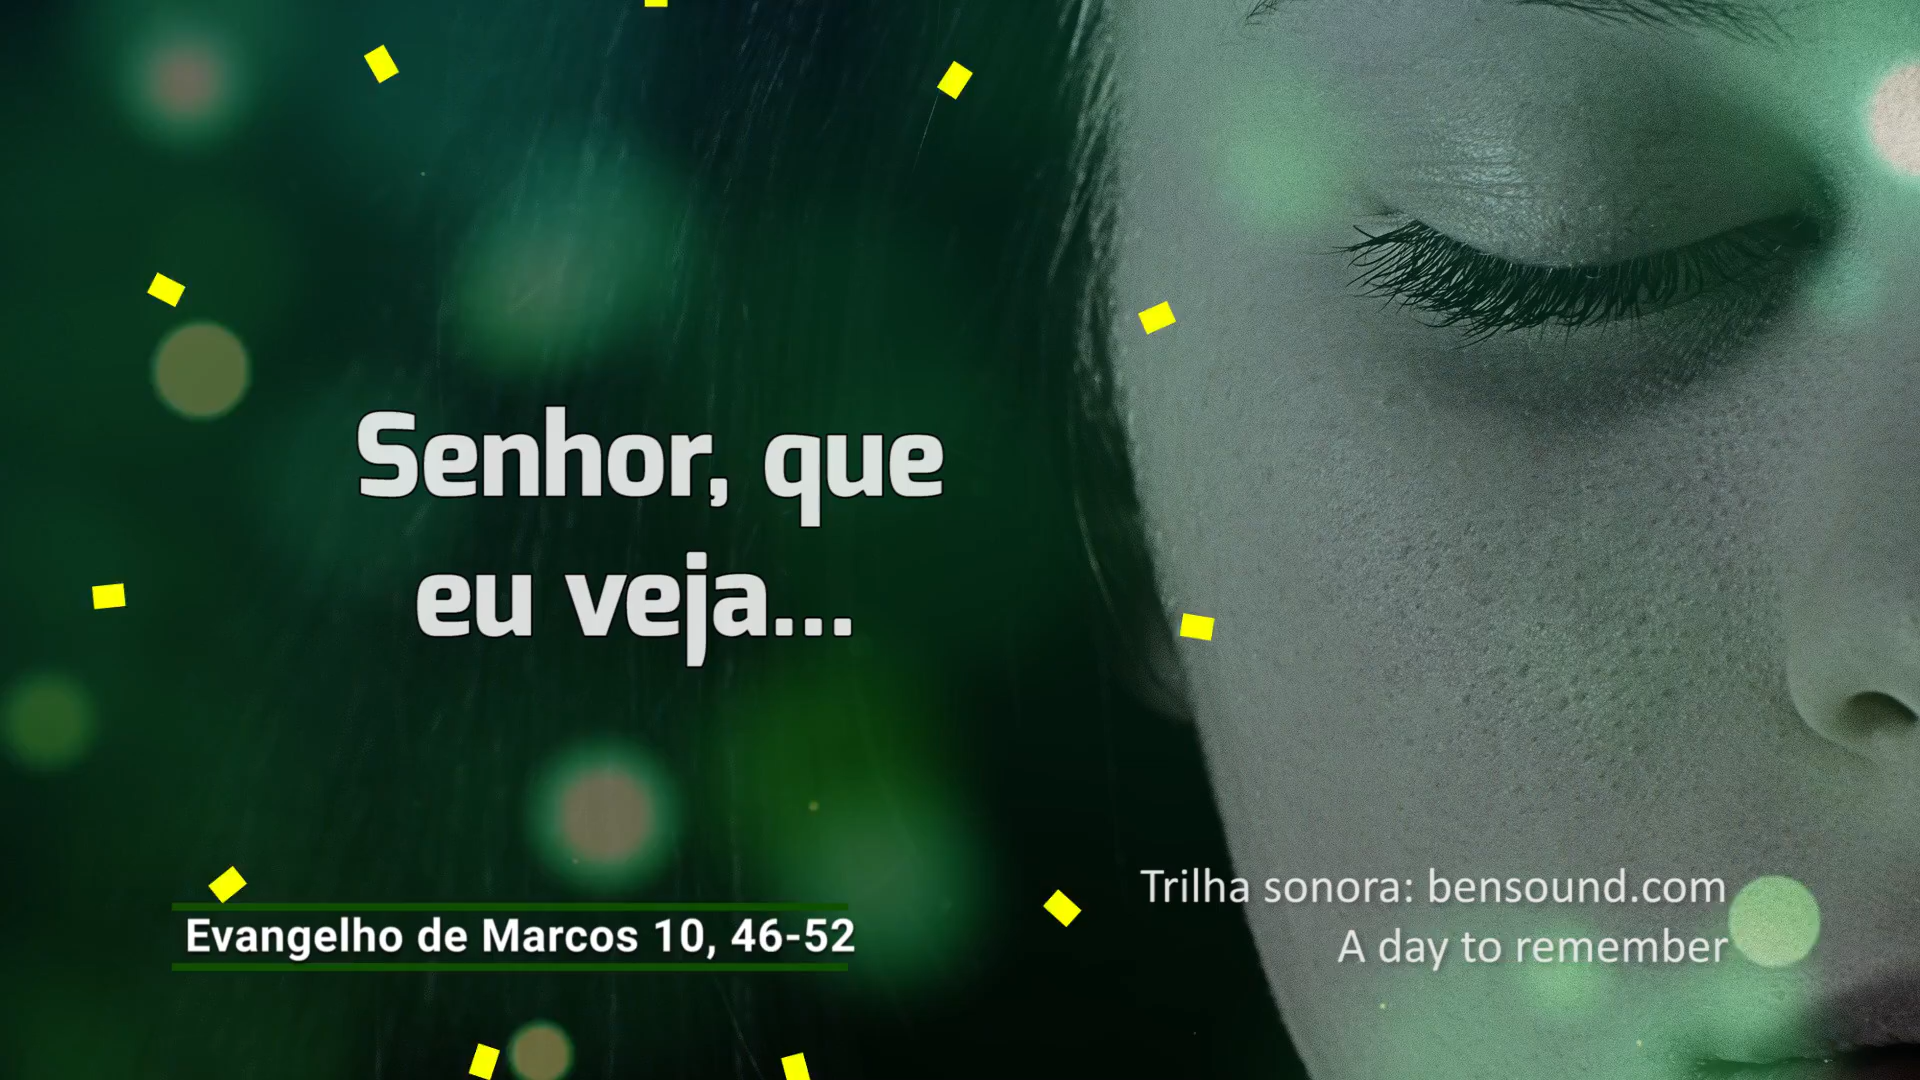 Senhor, que
eu veja...
Evangelho de Marcos 10, 46-52
Trilha sonora: bensound.com
A day to remember